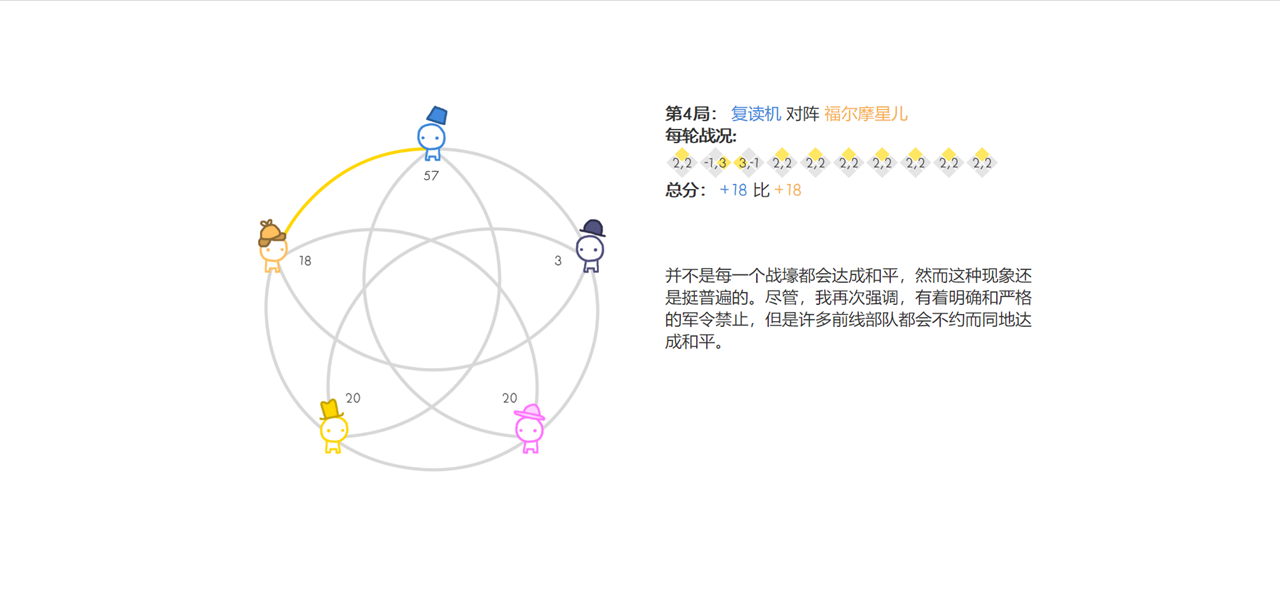 第4局： 复读机 对阵 福尔摩星儿
每轮战况:
2,2 -1,3 3,-1 2,2 2,2 2,2 2,2 2,2 2,2 2,2
总分： +18 比 +18
57
18
3
并不是每一个战壕都会达成和平，然而这种现象还
是挺普遍的。尽管，我再次强调，有着明确和严格
的军令禁止，但是许多前线部队都会不约而同地达
成和平。
20
20